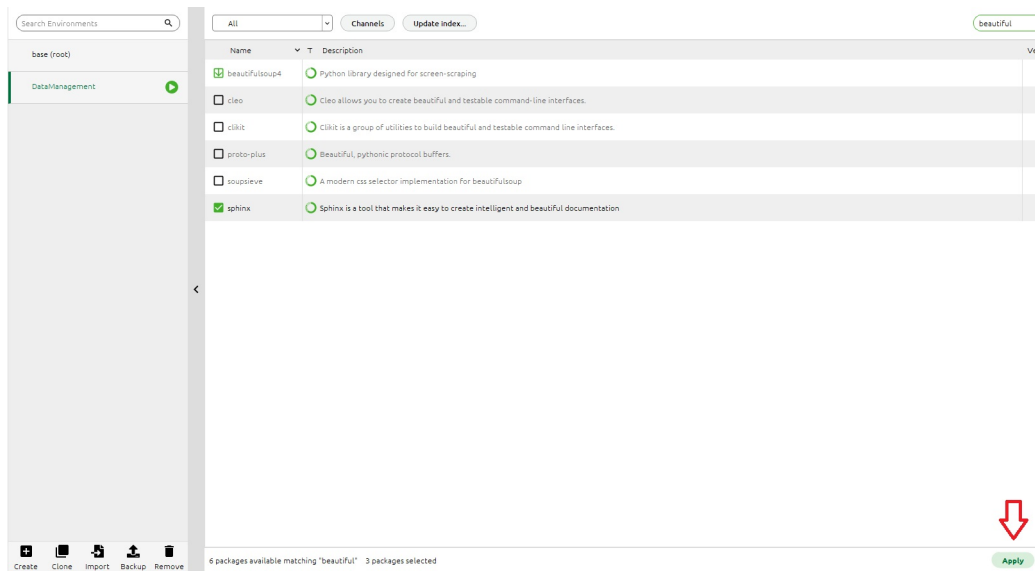 Search Environments
All
Channels
Update index...
beautiful
base (root)
DataManagement
Name
T
Description
Ve
beautifulsoup4
Python library designed for screen-scraping
cleo
Cleo allows you to create beautiful and testable command-line interfaces.
clikit
Clikit is a group of utilities to build beautiful and testable command line interfaces.
proto-plus
Beautiful, pythonic protocol buffers.
soupsieve
A modern css selector implementation for beautifulsoup
sphinx
Sphinx is a tool that makes it easy to create intelligent and beautiful documentation
Create
Clone
Import
Backup
Remove
6 packages available matching "beautiful"
3 packages selected
Apply